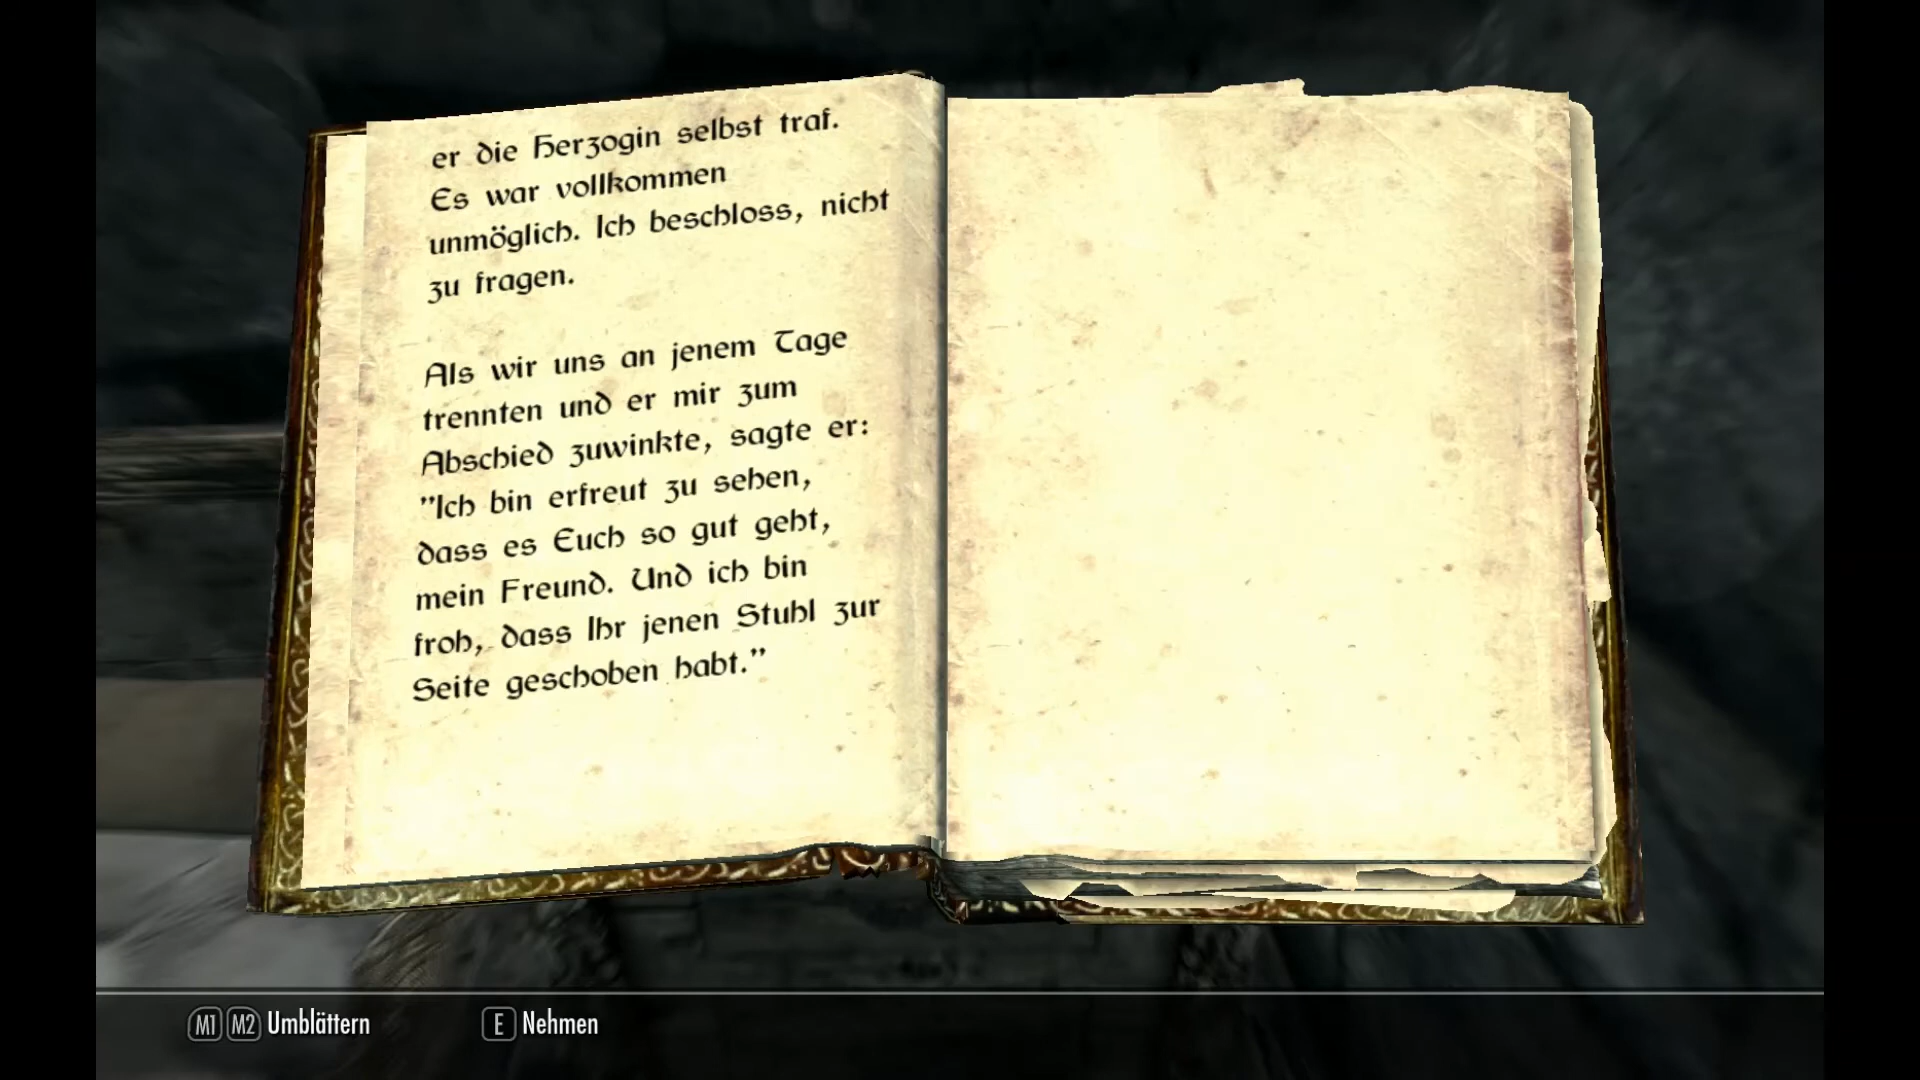 er die Herzogin selbst traf.
Es war vollkommen
unmöglich. Ich beschloss, nicht
zu fragen.
Als wir uns an jenem Tage
trennten und er mir zum
Abschied zuwinkte, sagte er:
"Ich bin erfreut zu sehen,
dass es Euch so gut geht,
mein Freund. Und ich bin
froh, dass Ihr jenen Stuhl zur
Seite geschoben habt."
M1 M2 Umblättern E Nehmen